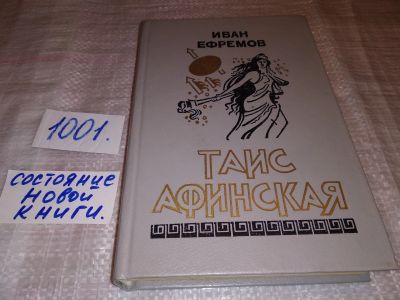 ИВАН
ЕФРЕМОВ
ТАИС
АФИНСКАЯ
1001.
СОСТОЯНИЕ
НОВОЙ
КНИГИ.